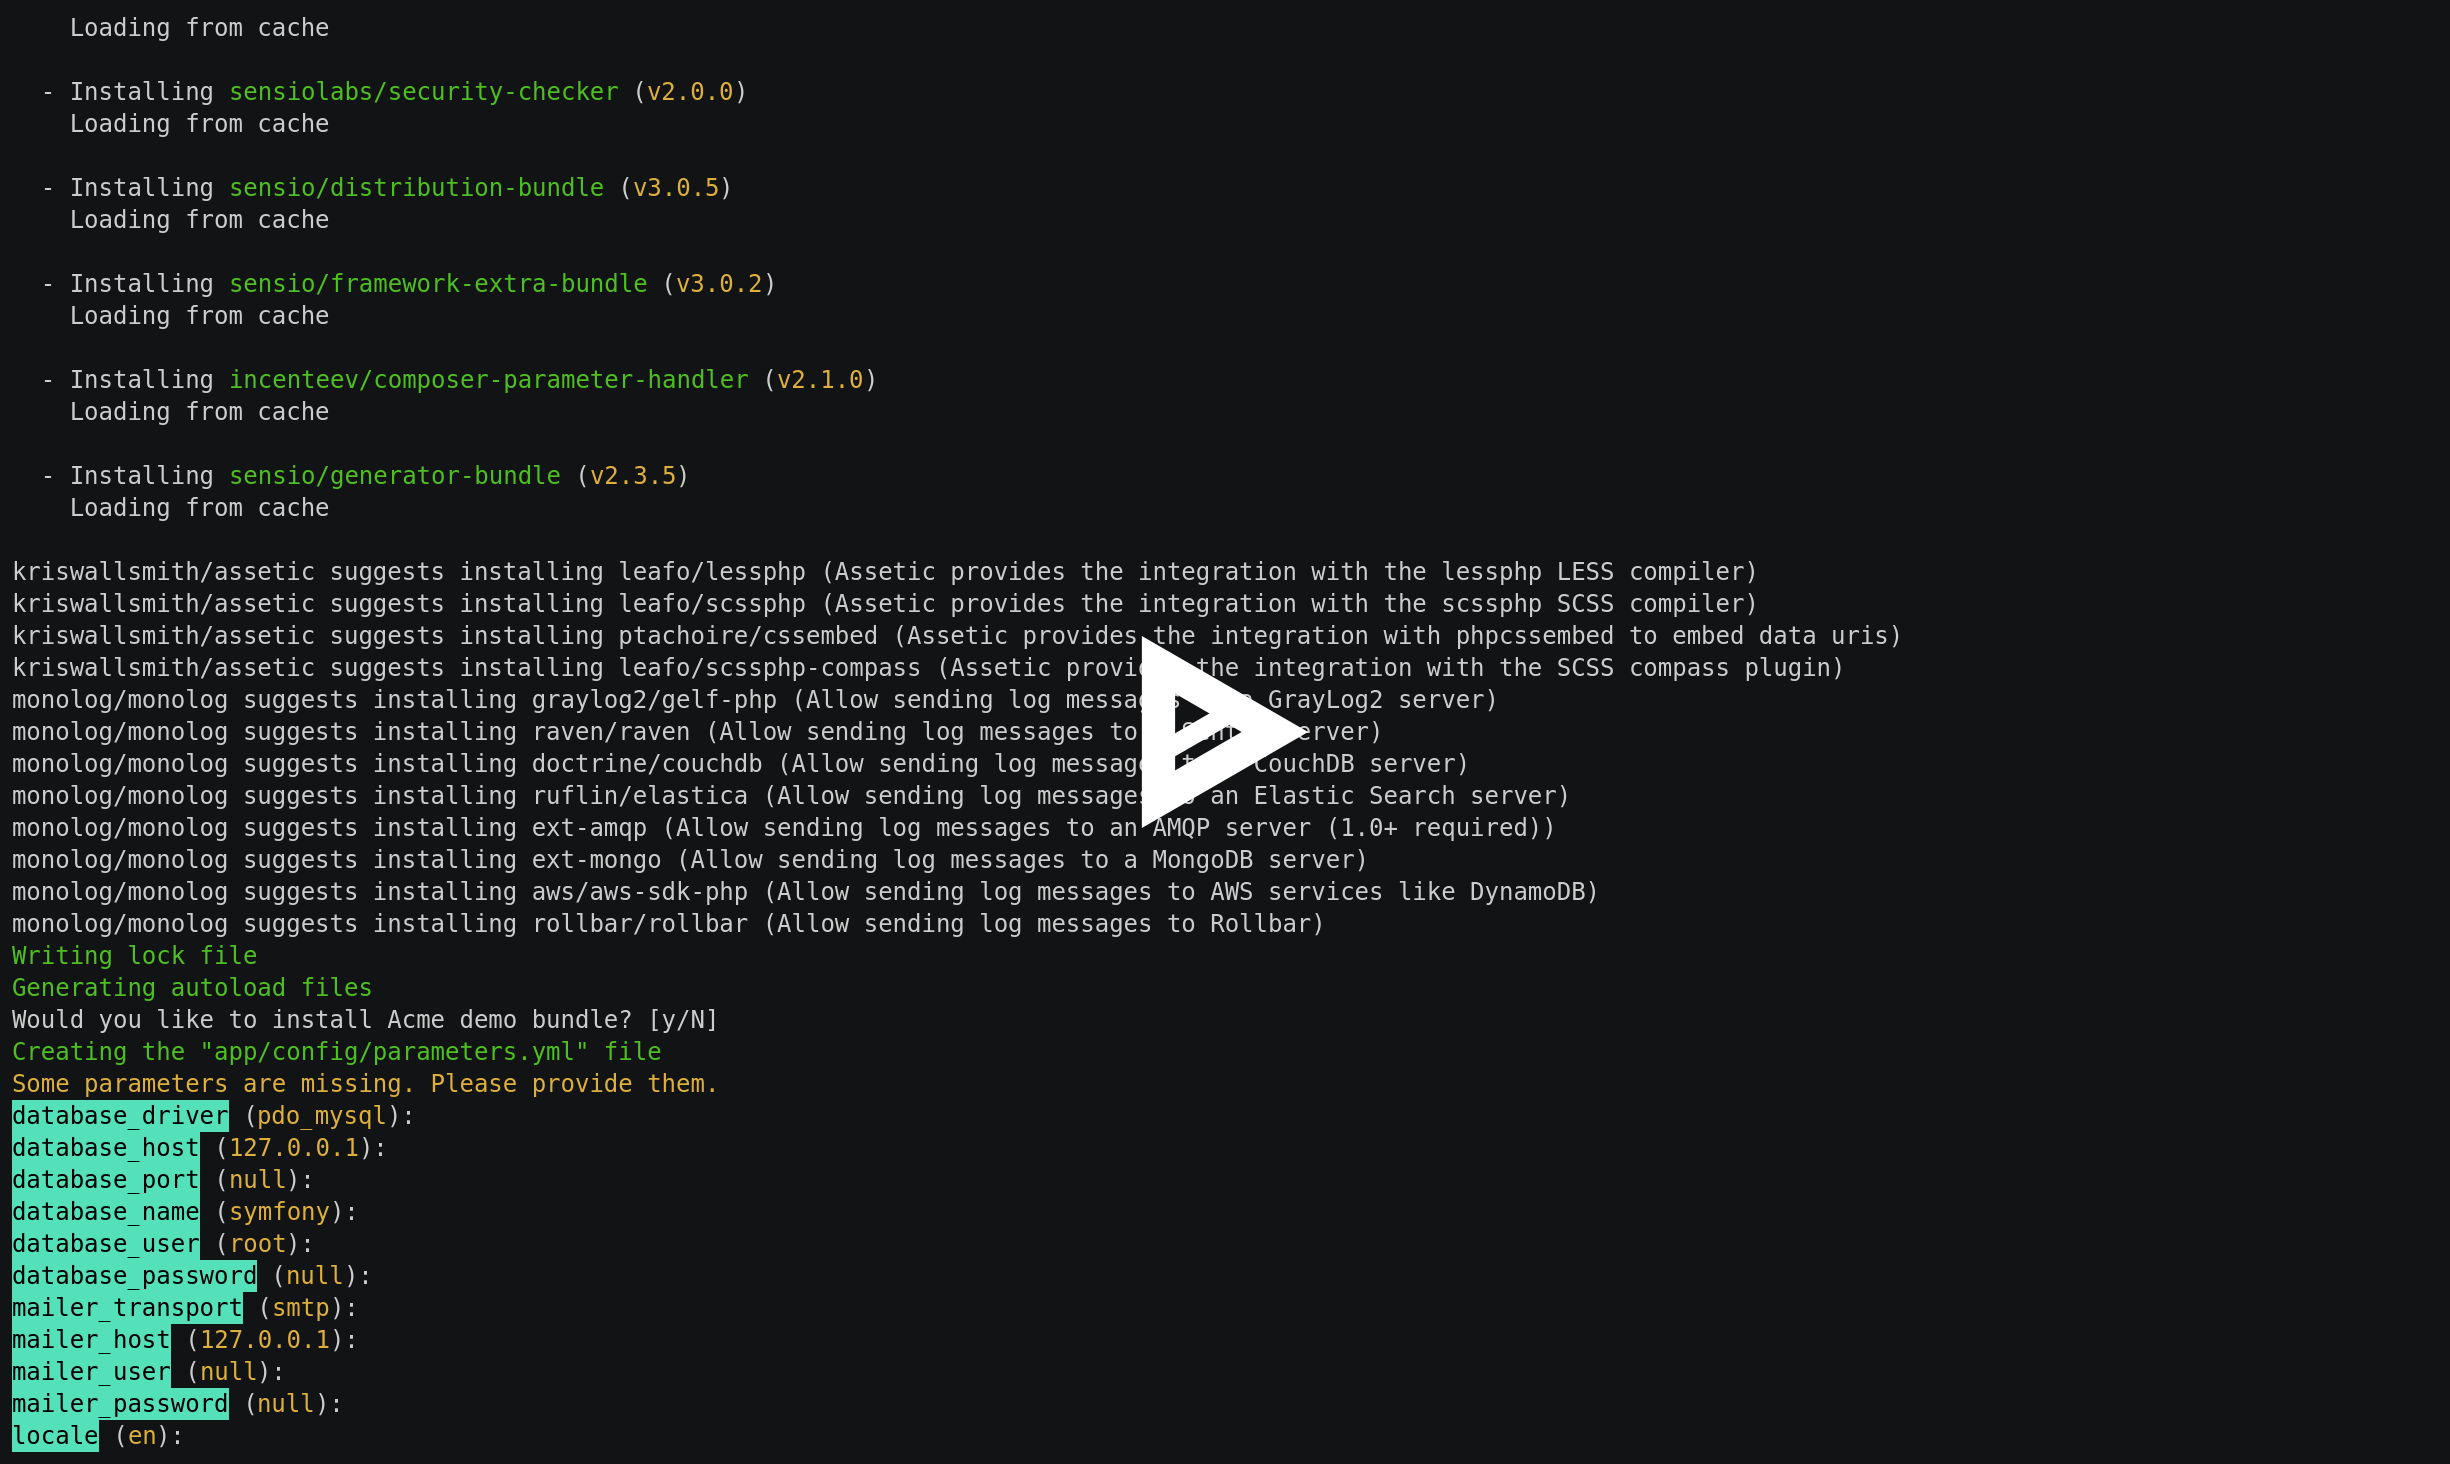 Loading from cache
- Installing sensiolabs/security-checker (v2.0.0)
Loading from cache
- Installing sensio/distribution-bundle (v3.0.5)
Loading from cache
- Installing sensio/framework-extra-bundle (v3.0.2)
Loading from cache
- Installing incenteev/composer-parameter-handler (v2.1.0)
Loading from cache
- Installing sensio/generator-bundle (v2.3.5)
Loading from cache
kriswallsmith/assetic suggests installing leafo/lessphp (Assetic provides the integration with the lessphp LESS compiler)
kriswallsmith/assetic suggests installing leafo/scssphp (Assetic provides the integration with the scssphp SCSS compiler)
kriswallsmith/assetic suggests installing ptachoire/cssembed (Assetic provides the integration with phpcssembed to embed data uris)
kriswallsmith/assetic suggests installing leafo/scssphp-compass (Assetic provides the integration with the SCSS compass plugin)
monolog/monolog suggests installing graylog2/gelf-php (Allow sending log messages GrayLog2 server)
monolog/monolog suggests installing raven/raven (Allow sending log messages to server)
monolog/monolog suggests installing doctrine/couchdb (Allow sending log messages CouchDB server)
monolog/monolog suggests installing ruflin/elastica (Allow sending log messages to an Elastic Search server)
monolog/monolog suggests installing ext-amqp (Allow sending log messages to an AMQP server (1.0+ required))
monolog/monolog suggests installing ext-mongo (Allow sending log messages to a MongoDB server)
monolog/monolog suggests installing aws/aws-sdk-php (Allow sending log messages to AWS services like DynamoDB)
monolog/monolog suggests installing rollbar/rollbar (Allow sending log messages to Rollbar)
Writing lock file
Generating autoload files
Would you like to install Acme demo bundle? [y/N]
Creating the "app/config/parameters.yml" file
Some parameters are missing. Please provide them.
database_driver (pdo_mysql):
database_host (127.0.0.1):
database_port (null):
database_name (symfony):
database_user (root):
database_password (null):
mailer_transport (smtp):
mailer_host (127.0.0.1):
mailer_user (null):
mailer_password (null):
locale (en):